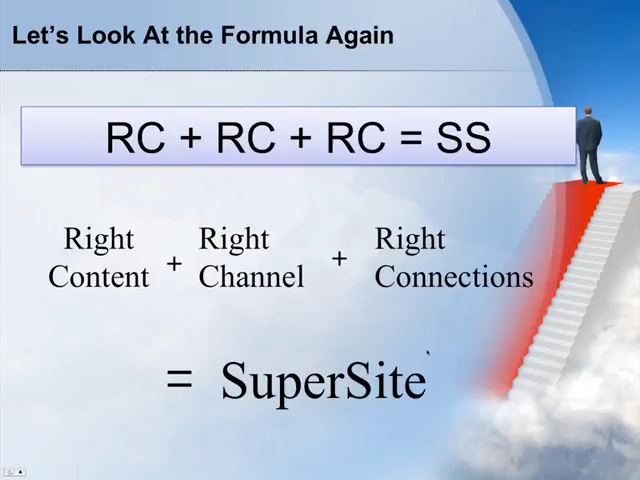 Let's Look At the Formula Again
RC + RC + RC = SS
Right Content + Right Channel + Right Connections
= SuperSite